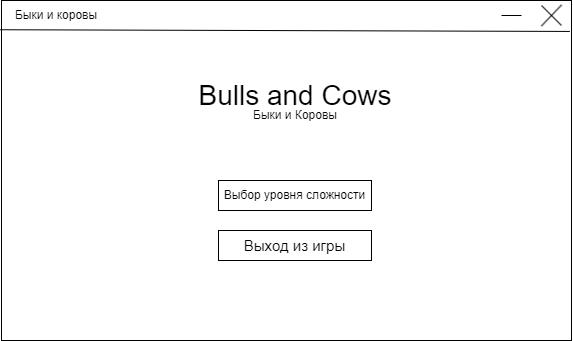 Быки и коровы
Bulls and Cows
Быки и Коровы
Выбор уровня сложности
Выход из игры